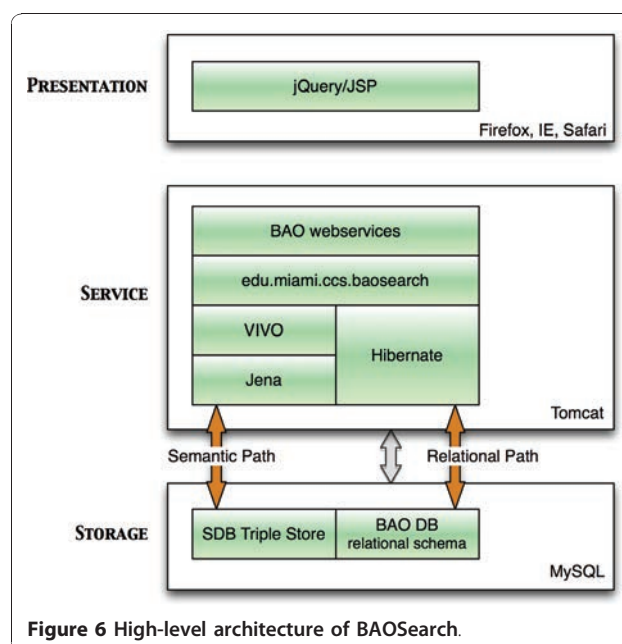 PRESENTATION
jQuery/JSP
Firefox, IE, Safari
SERVICE
BAO webservices
edu.miami.ccs.baosearch
VIVO
Hibernate
Jena
Tomcat
Semantic Path
Relational Path
STORAGE
SDB Triple Store
BAO DB
relational schema
MySQL
Figure 6 High-level architecture of BAOSearch.